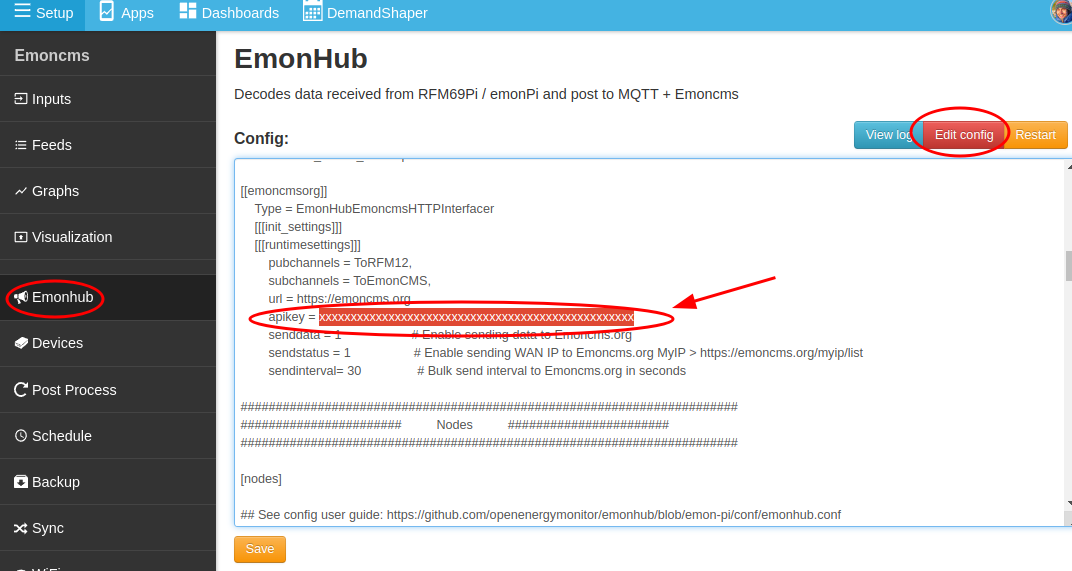 Setup Apps Dashboards DemandShaper
Emoncms
Inputs
Feeds
Graphs
Visualization
Emonhub
Devices
Post Process
Schedule
Backup
Sync
EmonHub
Decodes data received from RFM69Pi / emonPi and post to MQTT + Emoncms
Config:
View log Edit config Restart
[[emoncmsorg]]
Type = EmonHubEmoncmsHTTPInterfacer
[[[init_settings]]]
[[[runtimesettings]]]
pubchannels = ToRFM12,
subchannels = ToEmonCMS,
url = https://emoncms.org
apikey = xxxxxxxxxxxxxxxxxxxxxxxxxxxxxxxxxxxxxxxxxxxxxxxxxxxx
senddata = 1 # Enable sending data to Emoncms.org
sendstatus = 1 # Enable sending WAN IP to Emoncms.org MyIP > https://emoncms.org/myip/list
sendinterval= 30 # Bulk send interval to Emoncms.org in seconds
#######################################################################
####################### Nodes #######################
#######################################################################
[nodes]
## See config user guide: https://github.com/openenergymonitor/emonhub/blob/emon-pi/conf/emonhub.conf
Save